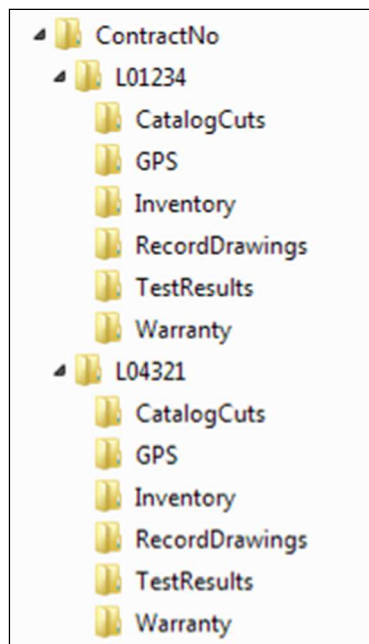 ContractNo
L01234
CatalogCuts
GPS
Inventory
RecordDrawings
TestResults
Warranty
L04321
CatalogCuts
GPS
Inventory
RecordDrawings
TestResults
Warranty